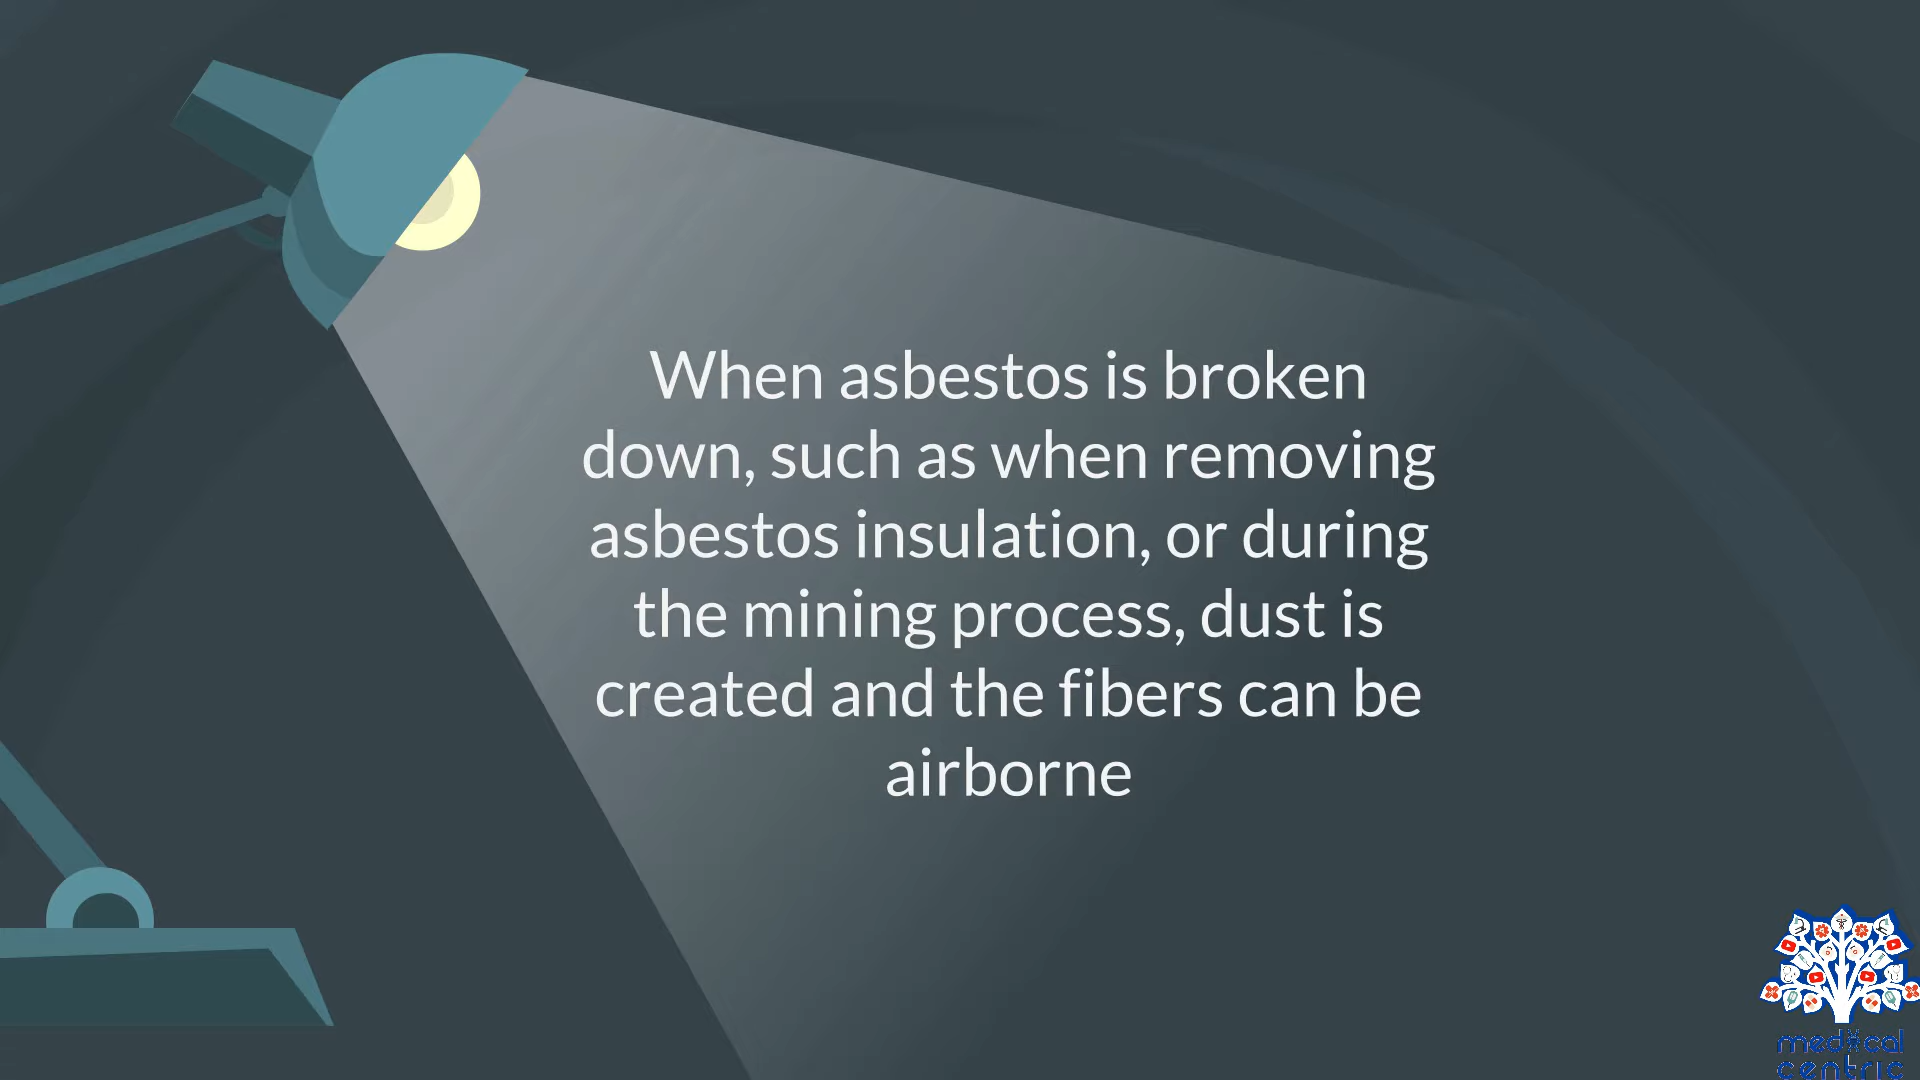 When asbestos is broken
down, such as when removing
asbestos insulation, or during
the mining process, dust is
created and the fibers can be
airborne
medical
centric